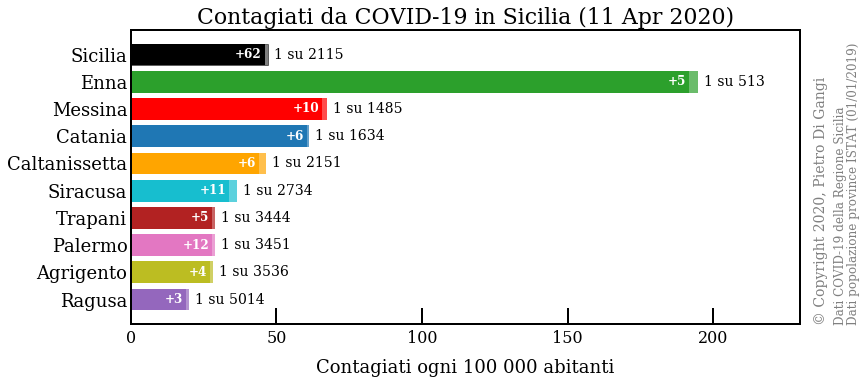 Contagiati da COVID-19 in Sicilia (11 Apr 2020)
Sicilia +62 1 su 2115
Enna +5 1 su 513
Messina +10 1 su 1485
Catania +6 1 su 1634
Caltanissetta +6 1 su 2151
Siracusa +11 1 su 2734
Trapani +5 1 su 3444
Palermo +12 1 su 3451
Agrigento +4 1 su 3536
Ragusa +3 1 su 5014
0 50 100 150 200
Contagiati ogni 100 000 abitanti
© Copyright 2020, Pietro Di Gangi
Dati COVID-19 della Regione Sicilia
Dati popolazione province ISTAT (01/01/2019)